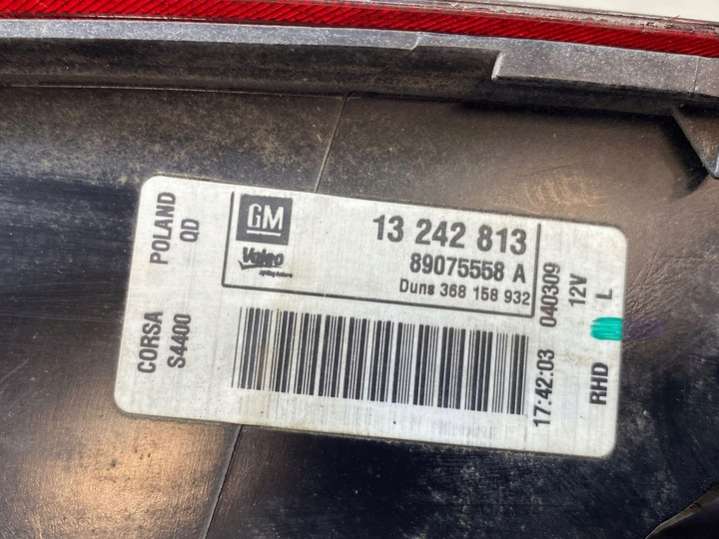 POLAND
QD
CORSA
S4400
GM
Valeo
13 242 813
89075558 A
Duns 368 158 932
040309
17:42:03
12V
L
RHD